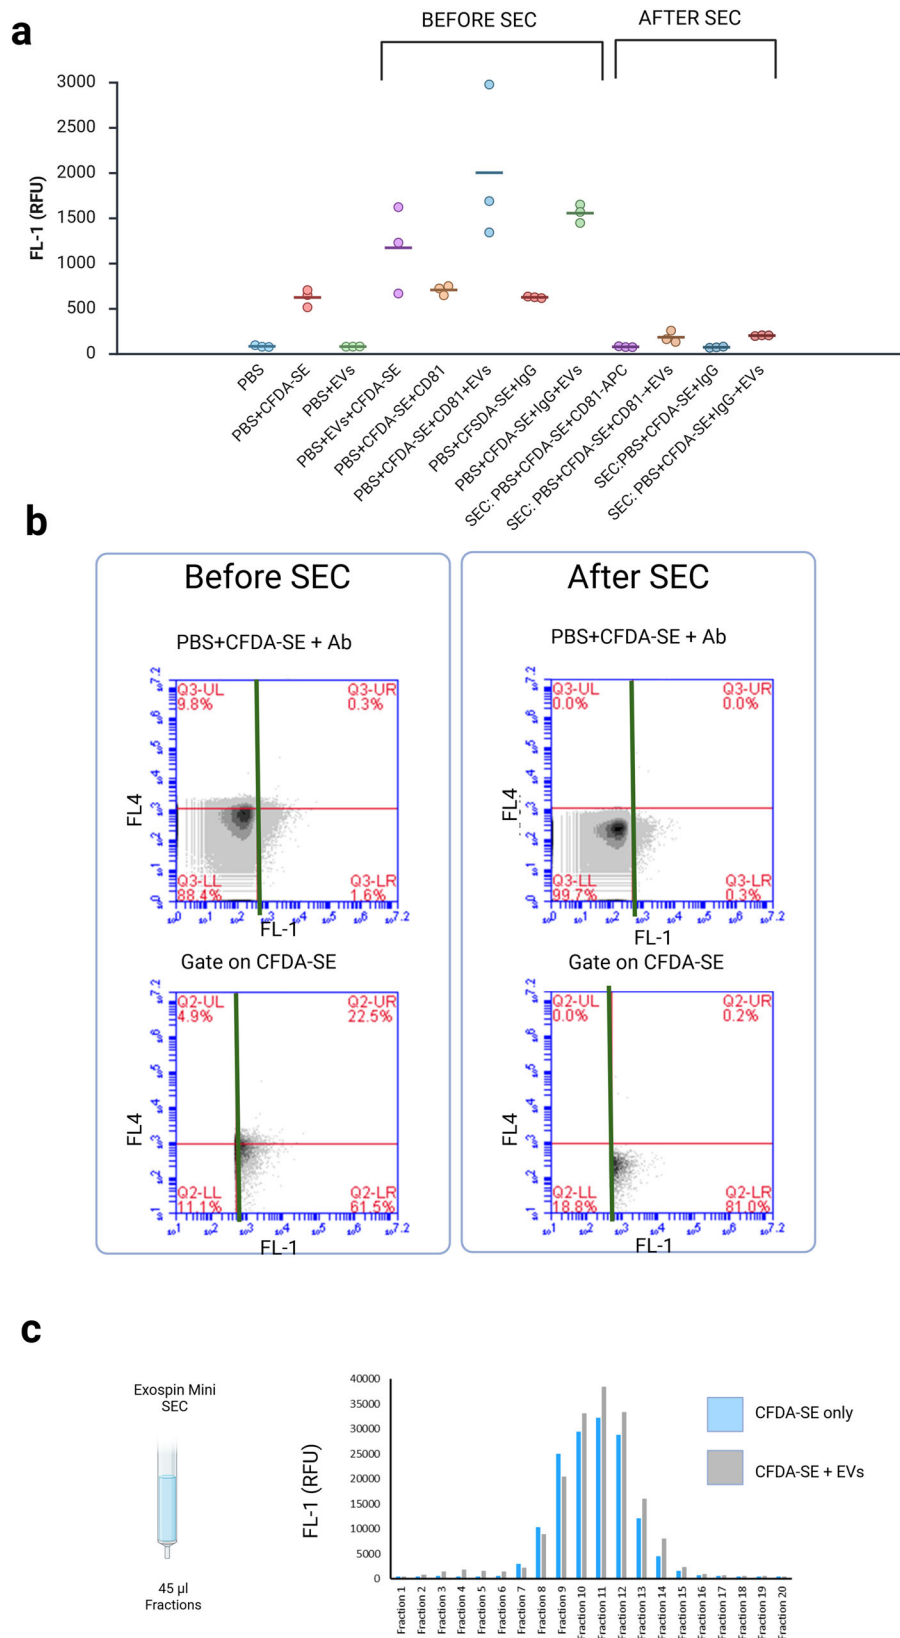 a
BEFORE SEC
AFTER SEC
FL-1 (RFU)
3000
2500
2000
1500
1000
500
0
PBS
PBS+CFDA-SE
PBS+EVs
PBS+EVs+CFDA-SE
PBS+CFDA-SE+CD81
PBS+CFDA-SE+CD81+EVs
PBS+CFSDA-SE+IgG
PBS+CFDA-SE+IgG+EVs
SEC: PBS+CFDA-SE+CD81-APC
SEC: PBS+CFDA-SE+CD81-+EVs
SEC:PBS+CFDA-SE+IgG
SEC: PBS+CFDA-SE+IgG-+EVs
b
Before SEC
PBS+CFDA-SE + Ab
Q3-UL
9.8%
Q3-UR
0.3%
Q3-LL
88.4%
Q3-LR
1.6%
FL4
FL-1
Gate on CFDA-SE
Q2-UL
4.9%
Q2-UR
22.5%
Q2-LL
11.1%
Q2-LR
61.5%
FL4
FL-1
After SEC
PBS+CFDA-SE + Ab
Q3-UL
0.0%
Q3-UR
0.0%
Q3-LL
99.7%
Q3-LR
0.3%
FL4
FL-1
Gate on CFDA-SE
Q2-UL
0.0%
Q2-UR
0.2%
Q2-LL
18.8%
Q2-LR
81.0%
FL4
FL-1
c
Exospin Mini
SEC
45 µl
Fractions
FL-1 (RFU)
40000
35000
30000
25000
20000
15000
10000
5000
0
Fraction 1
Fraction 2
Fraction 3
Fraction 4
Fraction 5
Fraction 6
Fraction 7
Fraction 8
Fraction 9
Fraction 10
Fraction 11
Fraction 12
Fraction 13
Fraction 14
Fraction 15
Fraction 16
Fraction 17
Fraction 18
Fraction 19
Fraction 20
CFDA-SE only
CFDA-SE + EVs